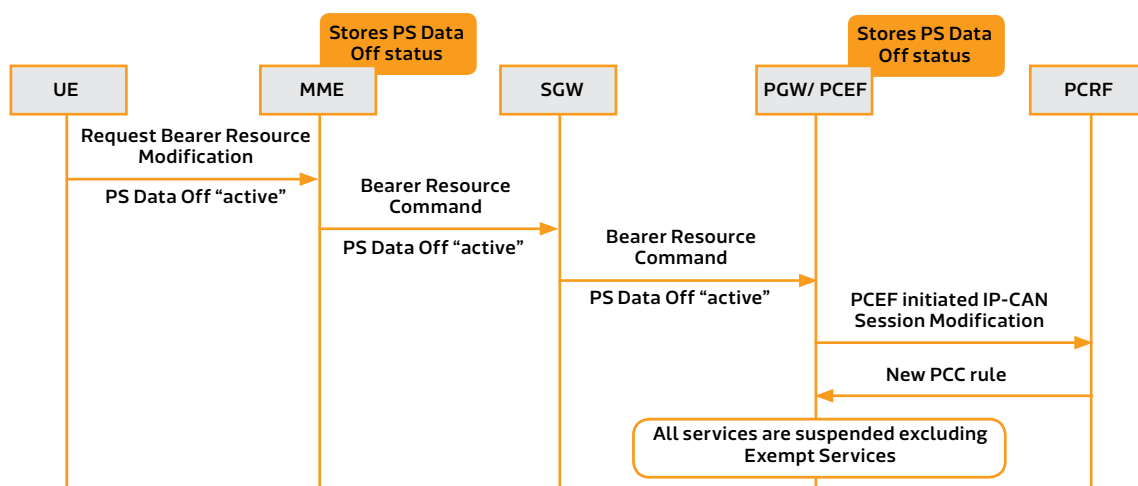 Stores PS Data
Off status
Stores PS Data
Off status
UE
MME
SGW
PGW/ PCEF
PCRF
Request Bearer Resource
Modification
PS Data Off “active”
Bearer Resource
Command
PS Data Off “active”
Bearer Resource
Command
PS Data Off “active”
PCEF initiated IP-CAN
Session Modification
New PCC rule
All services are suspended excluding
Exempt Services